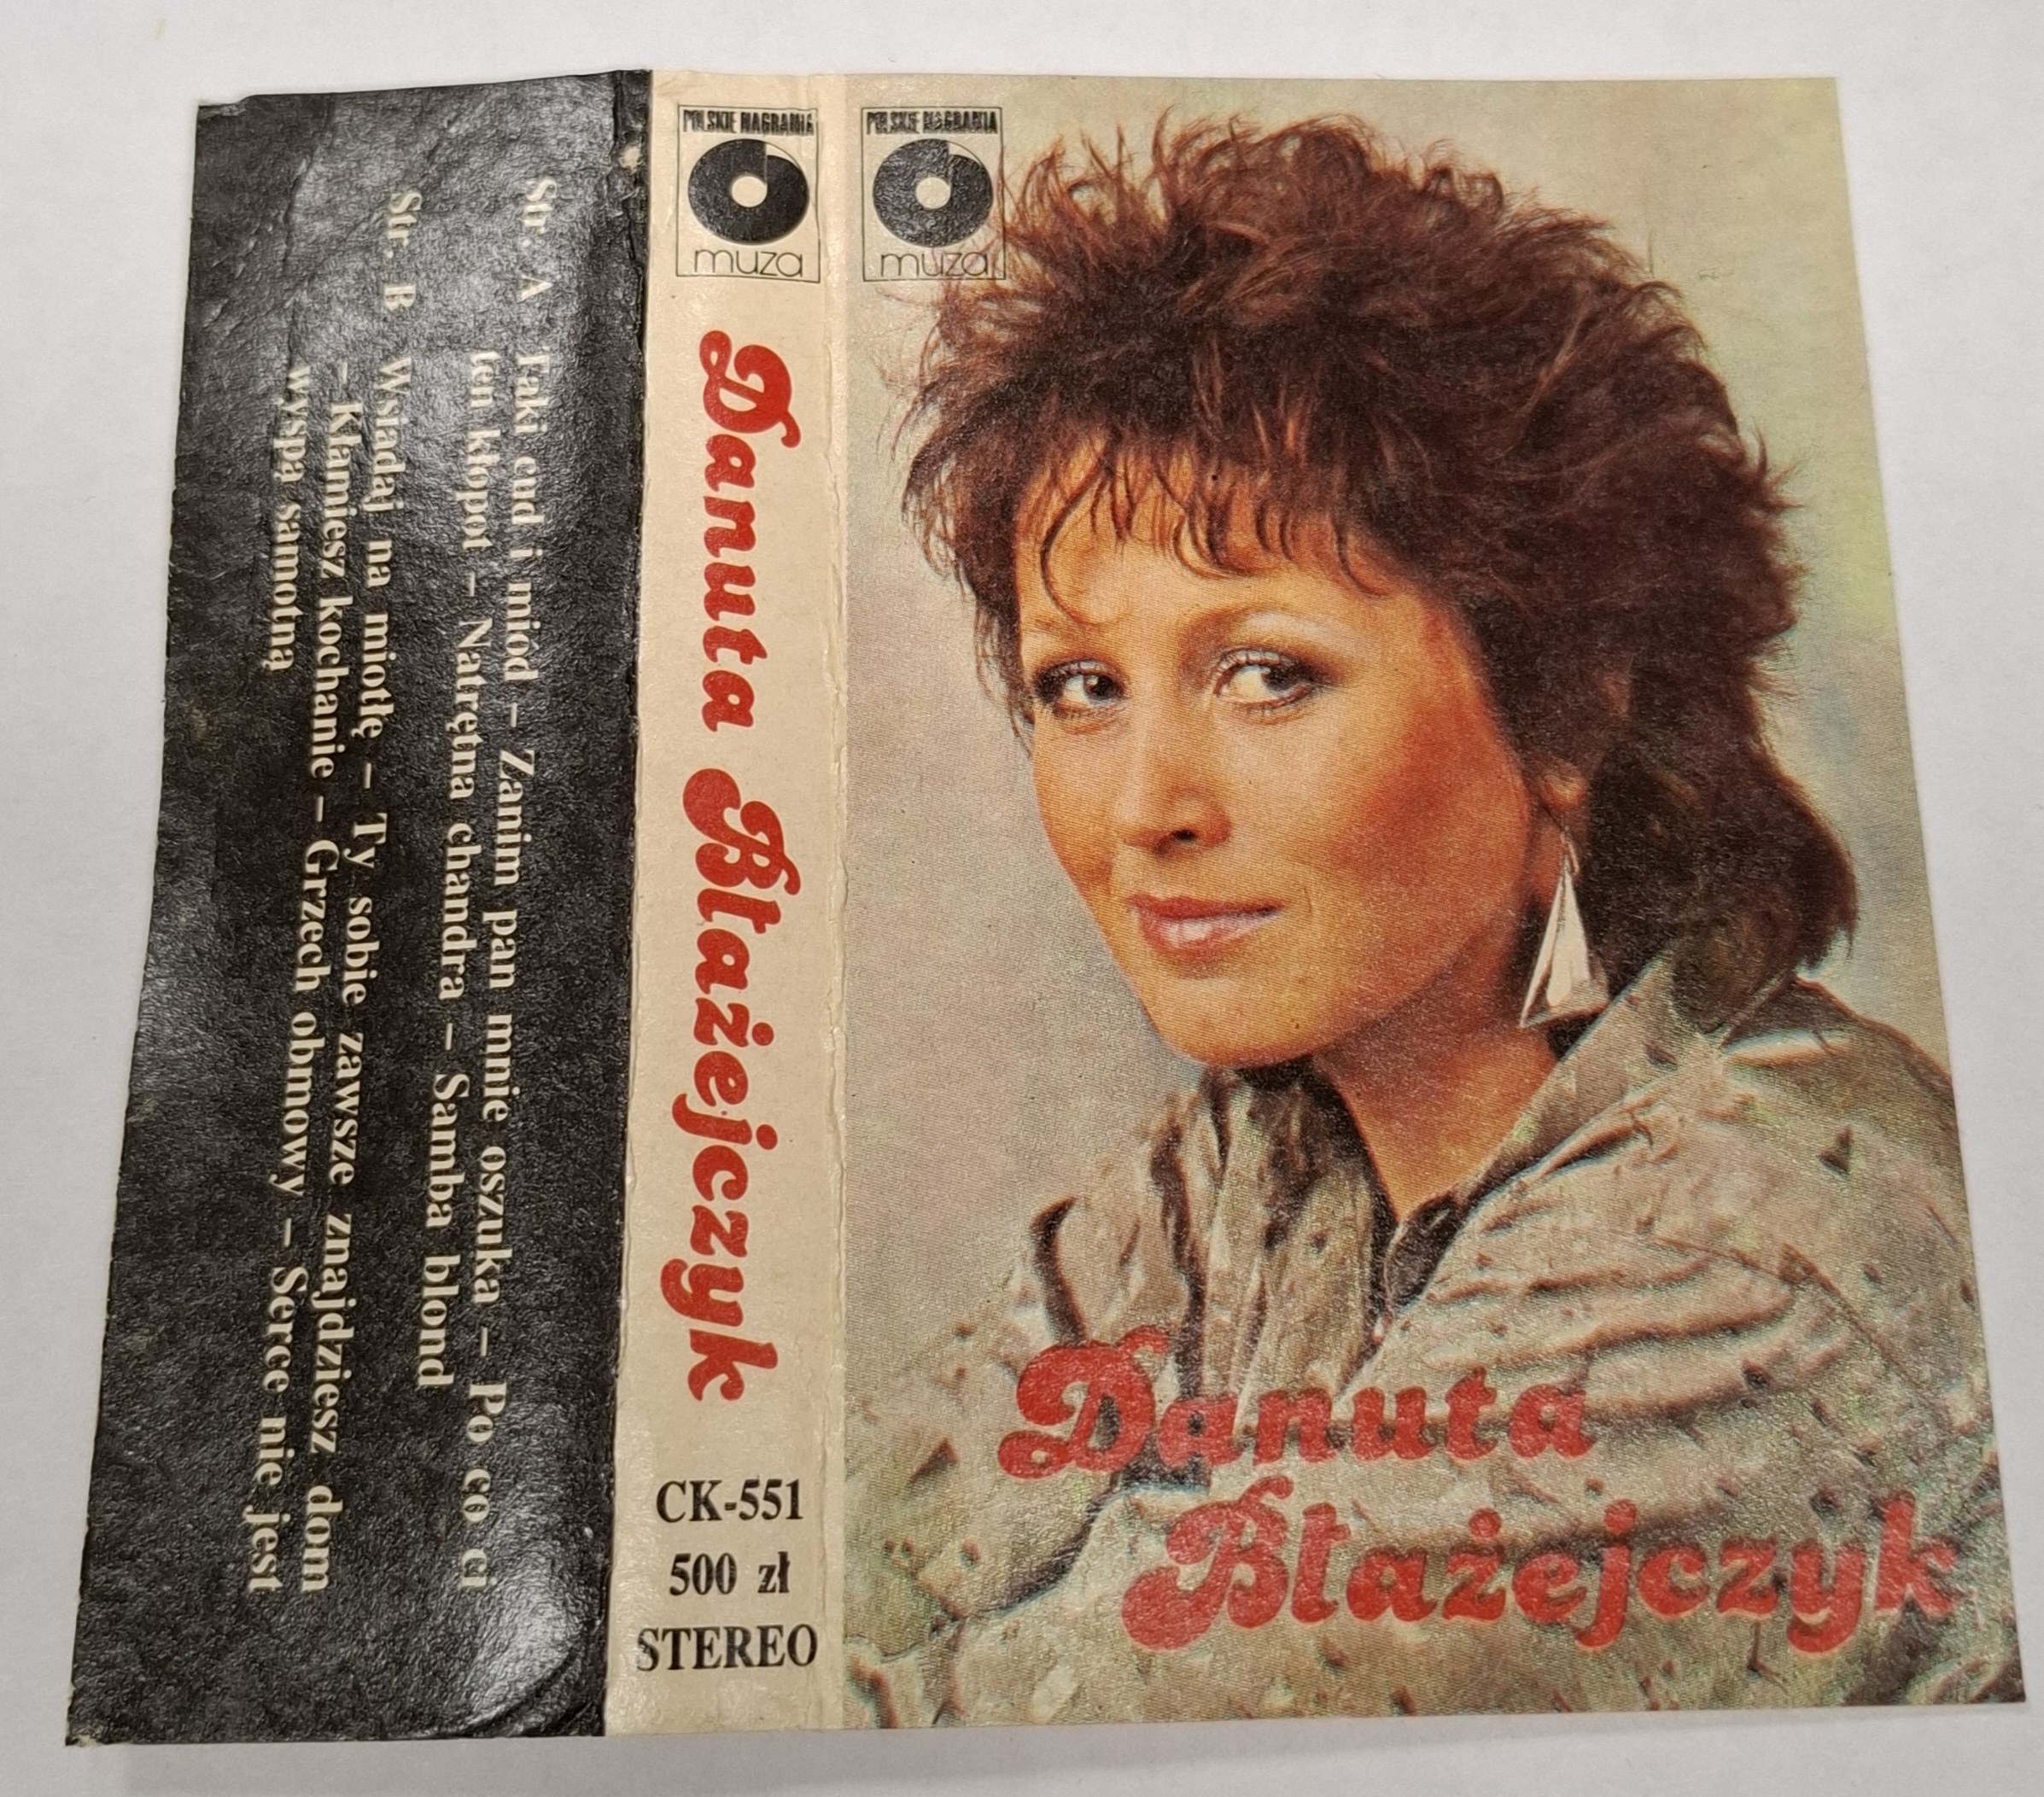 Str. A Taki cud i miód – Zanim pan mnie oszuka – Po co ci
ten kłopot – Natrętna chandra – Samba blond
Str. B Wsiadaj na miotłę – Ty sobie zawsze znajdziesz dom
– Kłamiesz kochanie – Grzech obmowy – Serce nie jest
wyspą samotną
POLSKIE NAGRANIA
muza
Danuta Błażejczyk
CK-551
500 zł
STEREO
POLSKIE NAGRANIA
muza
Danuta
Błażejczyk